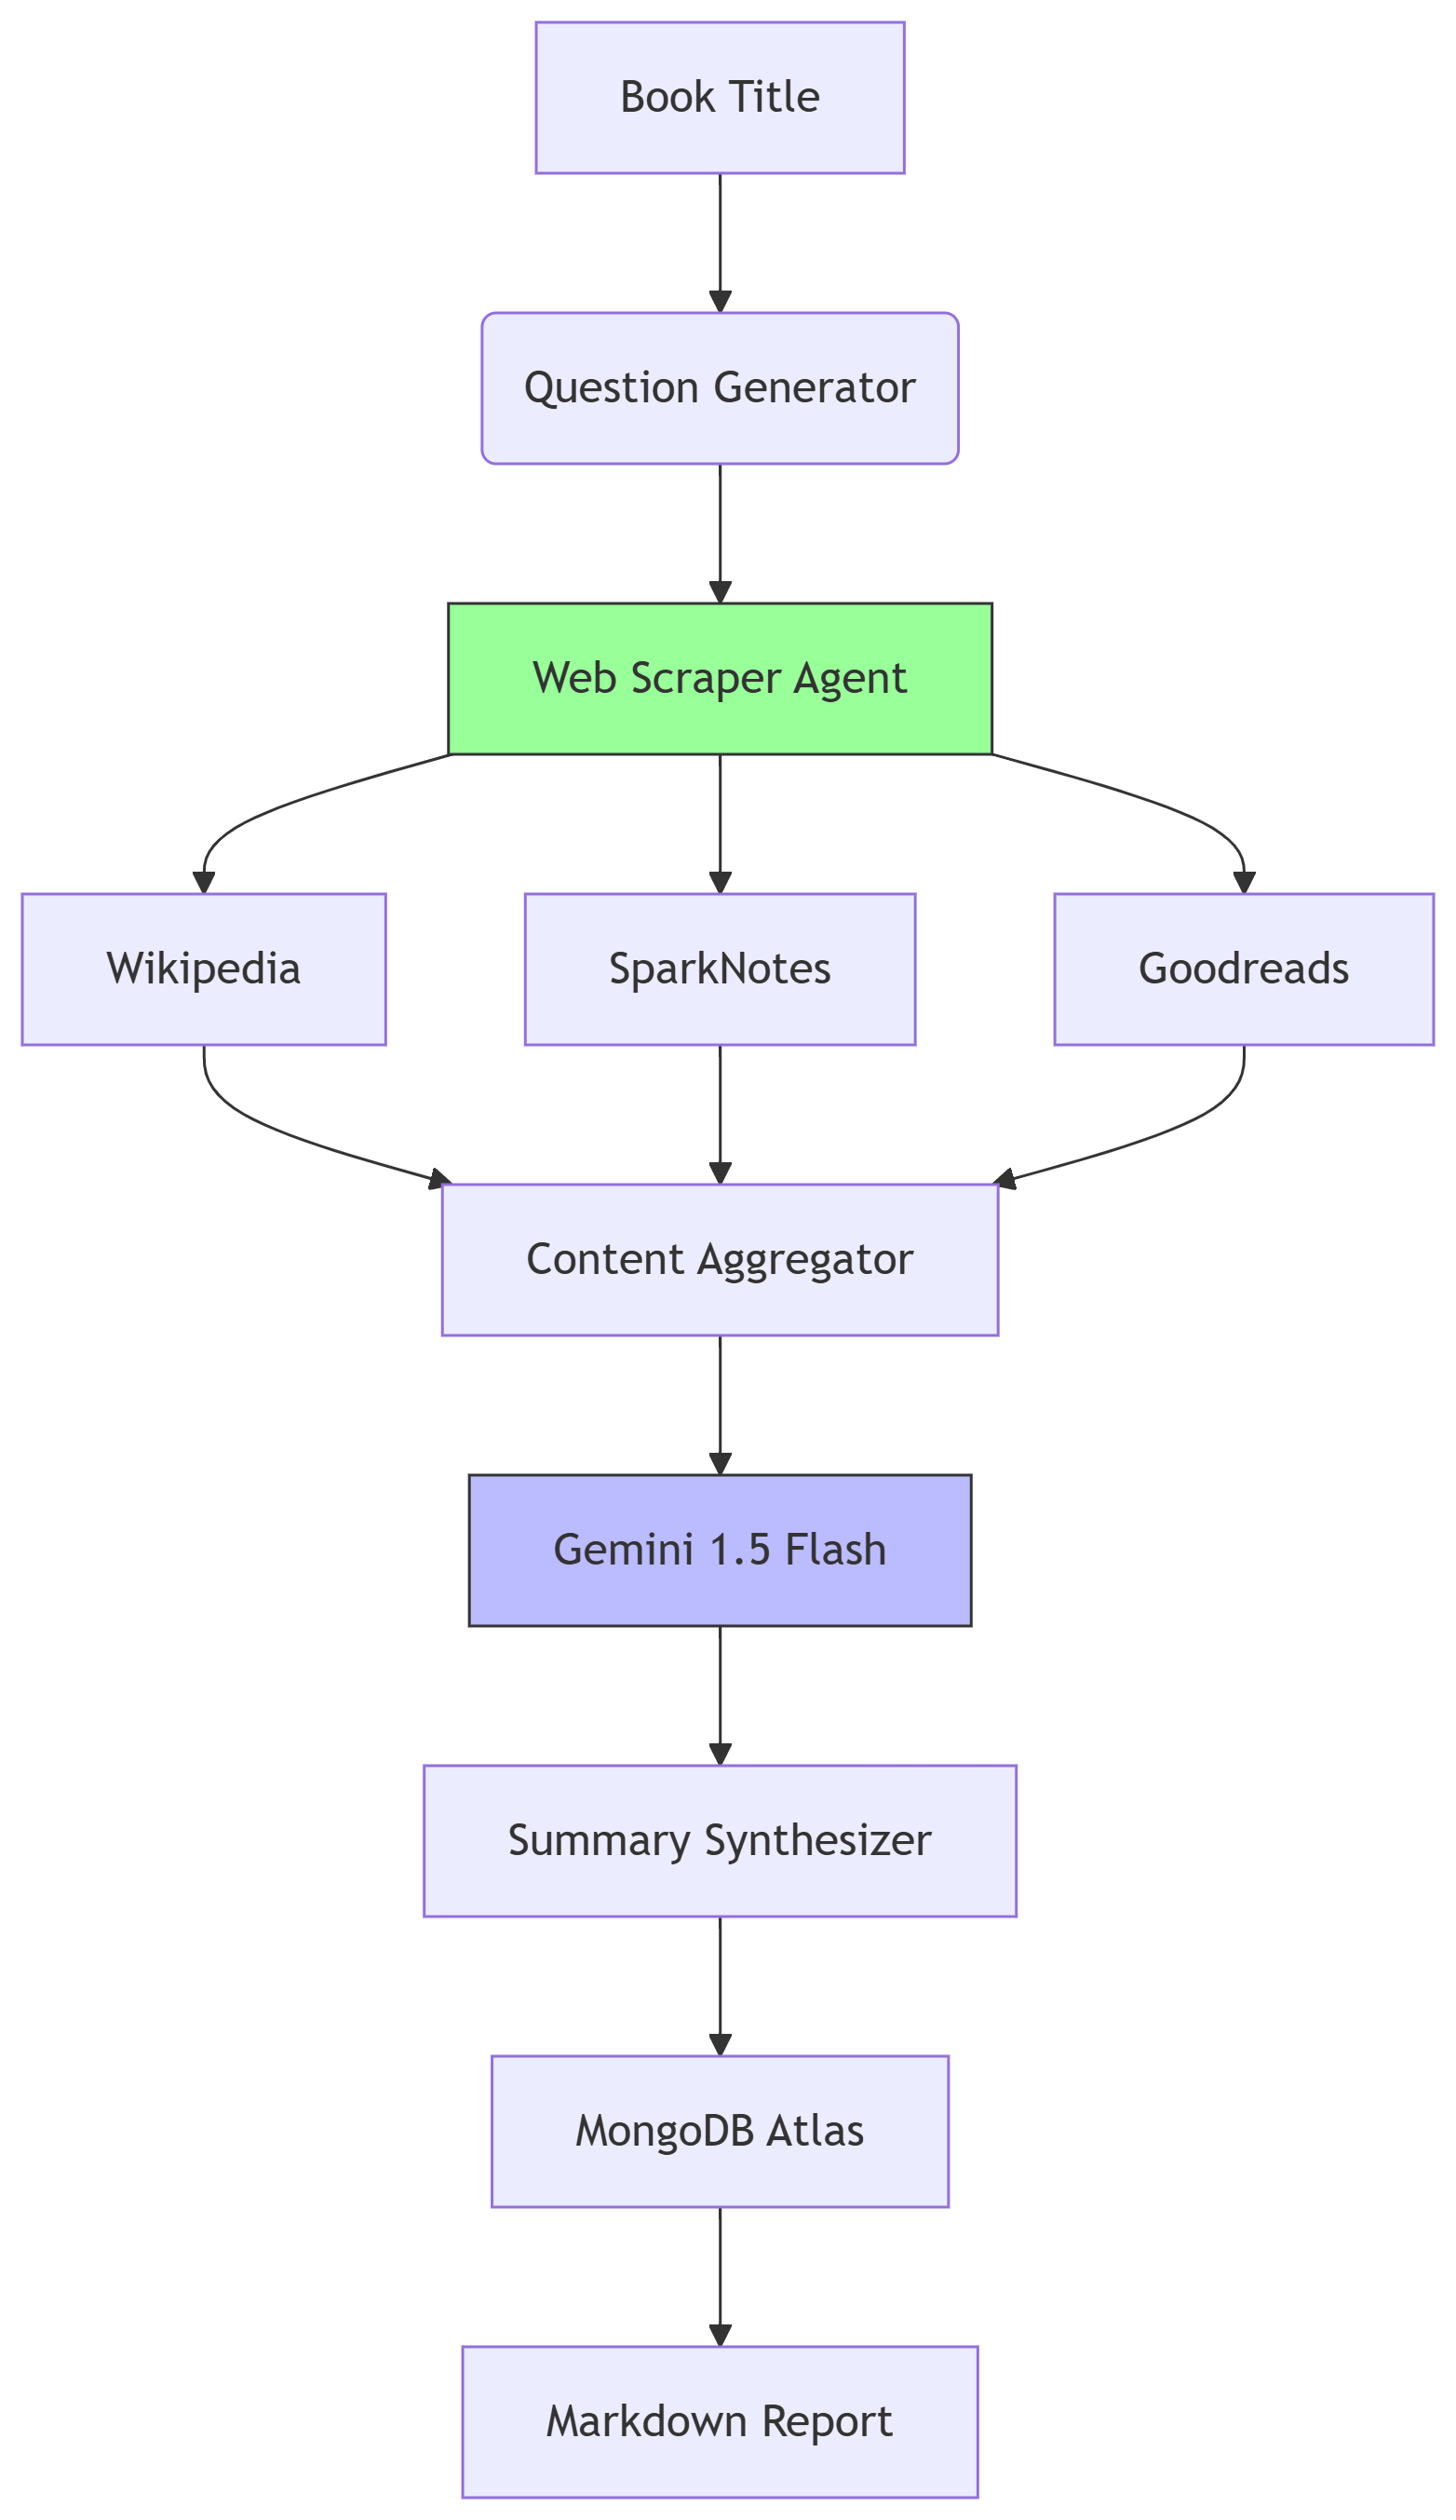 Book Title
Question Generator
Web Scraper Agent
Wikipedia
SparkNotes
Goodreads
Content Aggregator
Gemini 1.5 Flash
Summary Synthesizer
MongoDB Atlas
Markdown Report